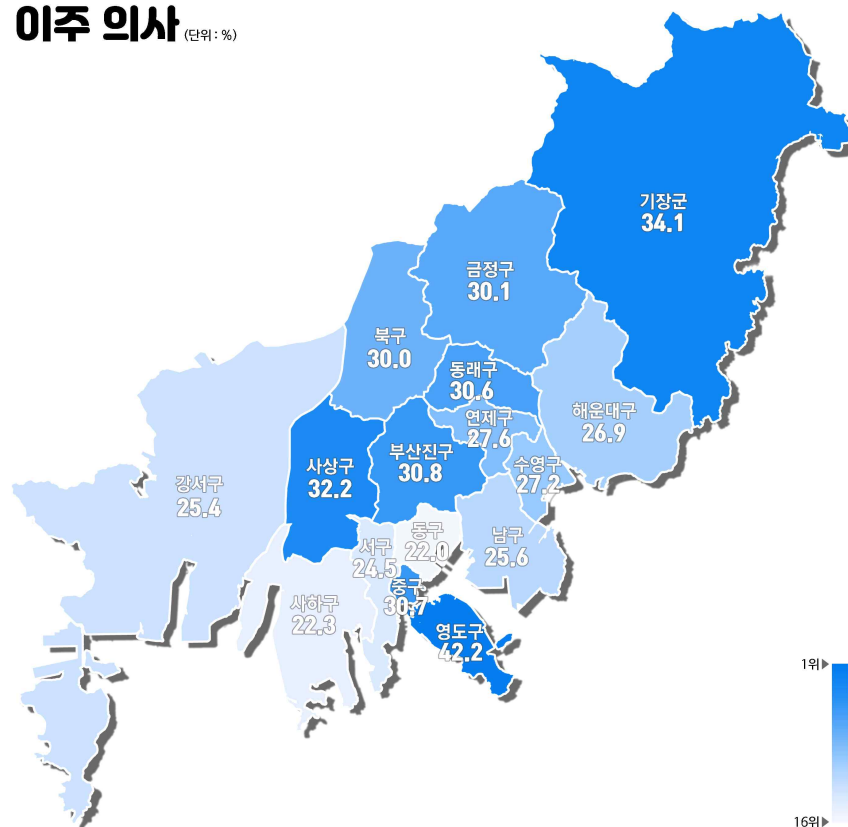 이주 의사 (단위 : %)
기장군
34.1
금정구
30.1
북구
30.0
동래구
30.6
해운대구
26.9
연제구
27.6
부산진구
30.8
사상구
32.2
수영구
27.2
강서구
25.4
동구
22.0
남구
25.6
서구
24.5
중구
30.7
사하구
22.3
영도구
42.2
1위▶
16위▶